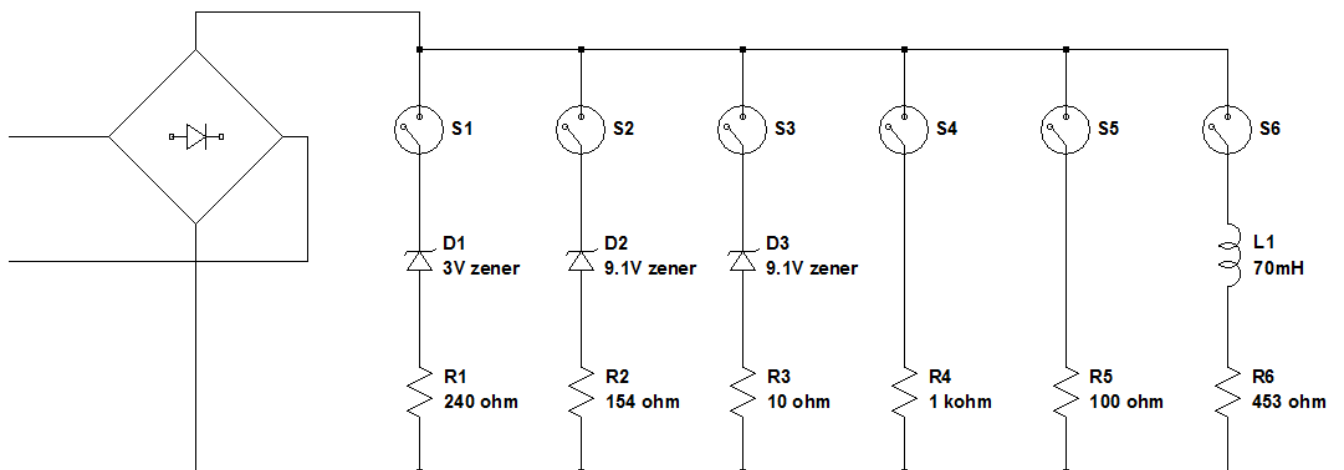 S1
S2
S3
S4
S5
S6
D1
3V zener
D2
9.1V zener
D3
9.1V zener
L1
70mH
R1
240 ohm
R2
154 ohm
R3
10 ohm
R4
1 kohm
R5
100 ohm
R6
453 ohm